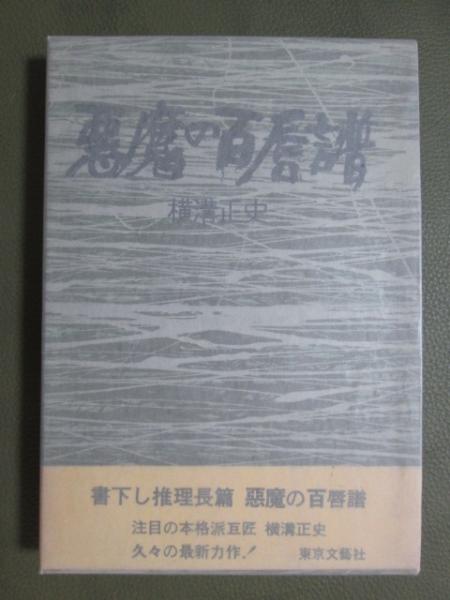 惡魔の百唇譜
横溝正史
書下し推理長篇 惡魔の百唇譜
注目の本格派巨匠 横溝正史
久々の最新力作.!
東京文藝社